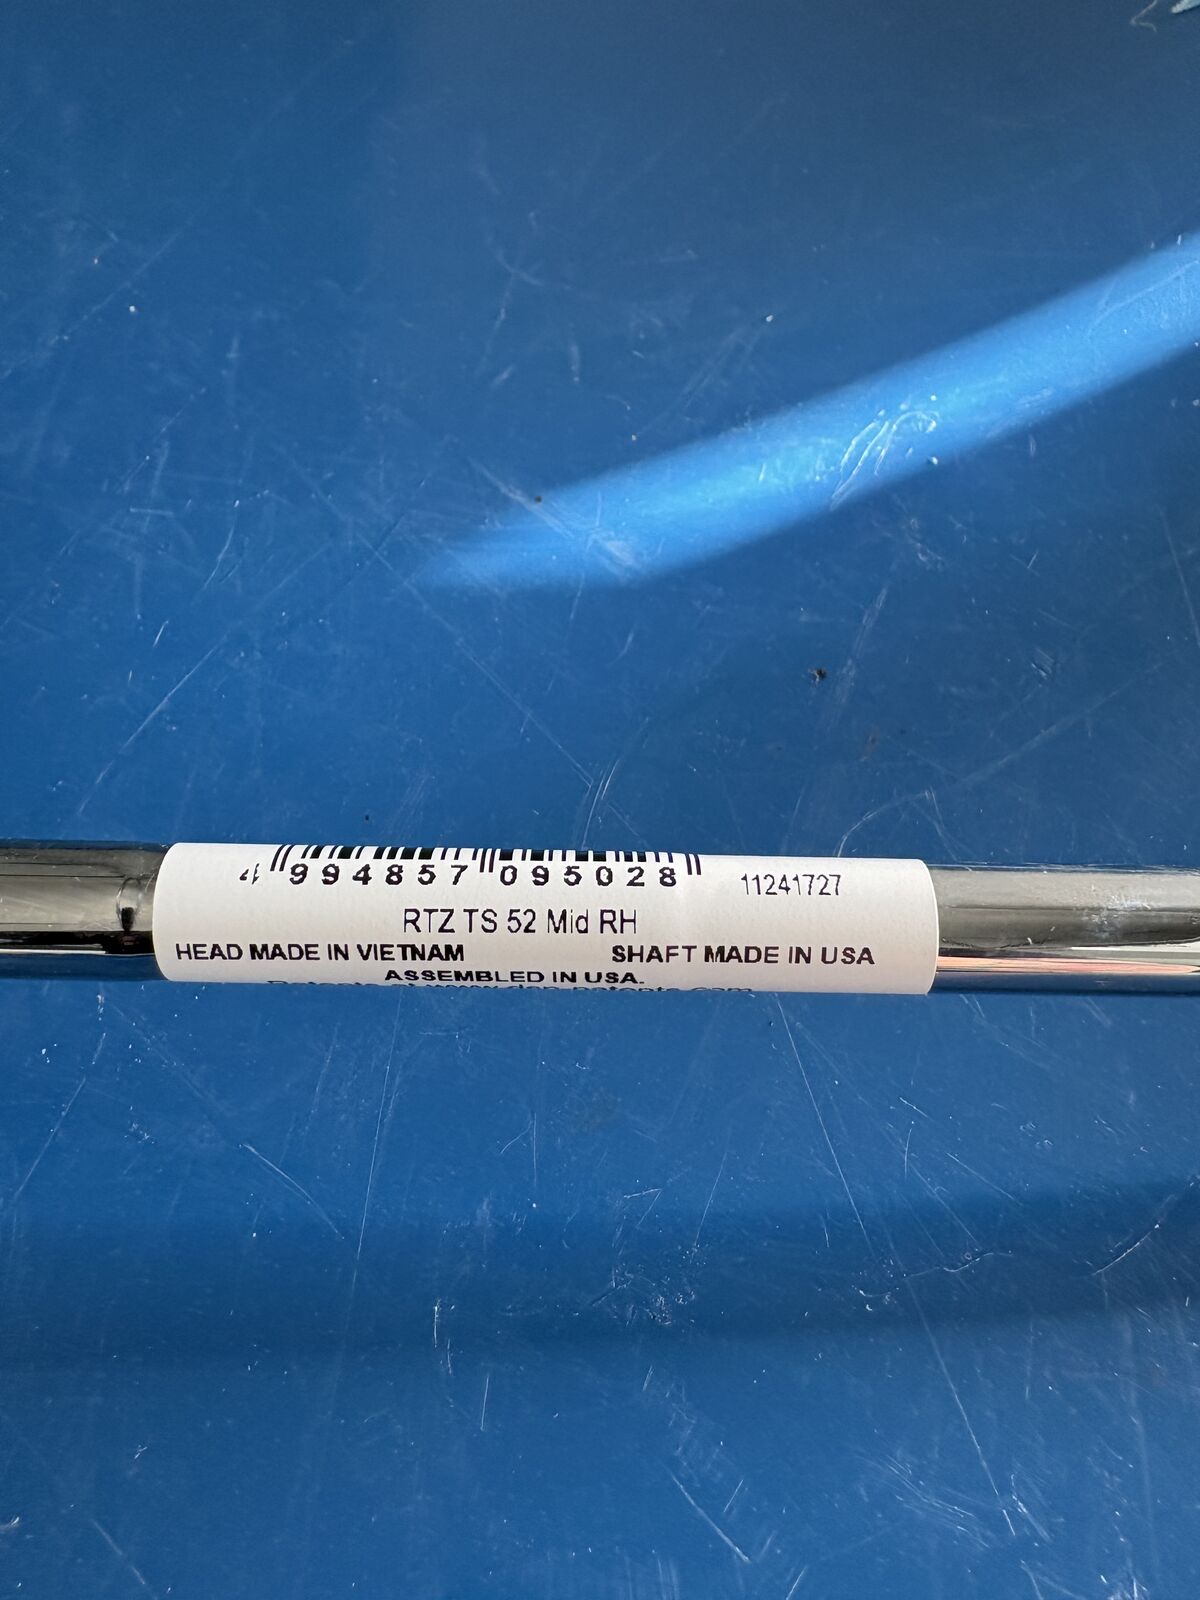 4 994857 095028 11241727
RTZ TS 52 Mid RH
HEAD MADE IN VIETNAM SHAFT MADE IN USA
ASSEMBLED IN USA.